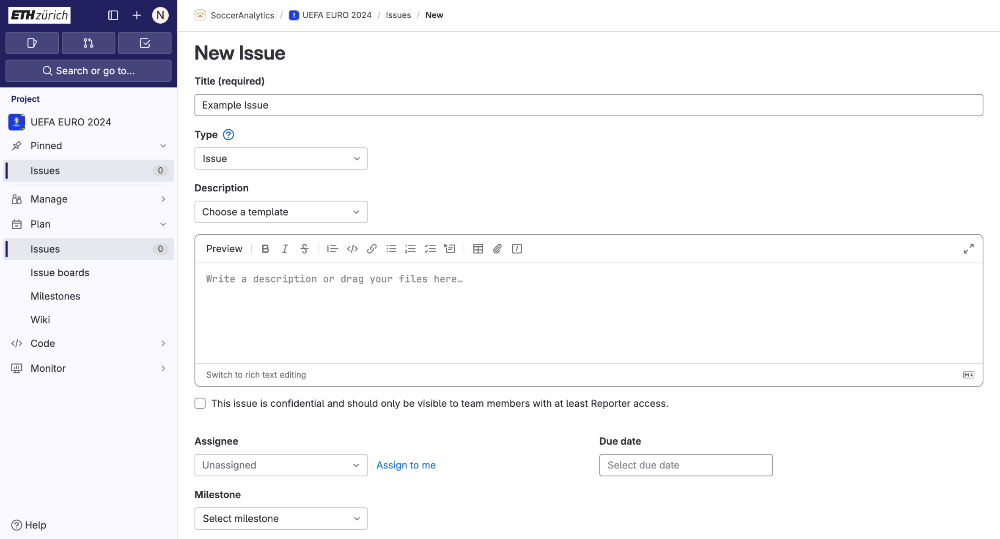 ETHzürich
N
Search or go to...
Project
UEFA EURO 2024
Pinned
Issues 0
Manage
Plan
Issues 0
Issue boards
Milestones
Wiki
Code
Monitor
Help
SoccerAnalytics / UEFA EURO 2024 / Issues / New
New Issue
Title (required)
Example Issue
Type
Issue
Description
Choose a template
Preview
Write a description or drag your files here…
Switch to rich text editing
This issue is confidential and should only be visible to team members with at least Reporter access.
Assignee
Unassigned Assign to me
Due date
Select due date
Milestone
Select milestone